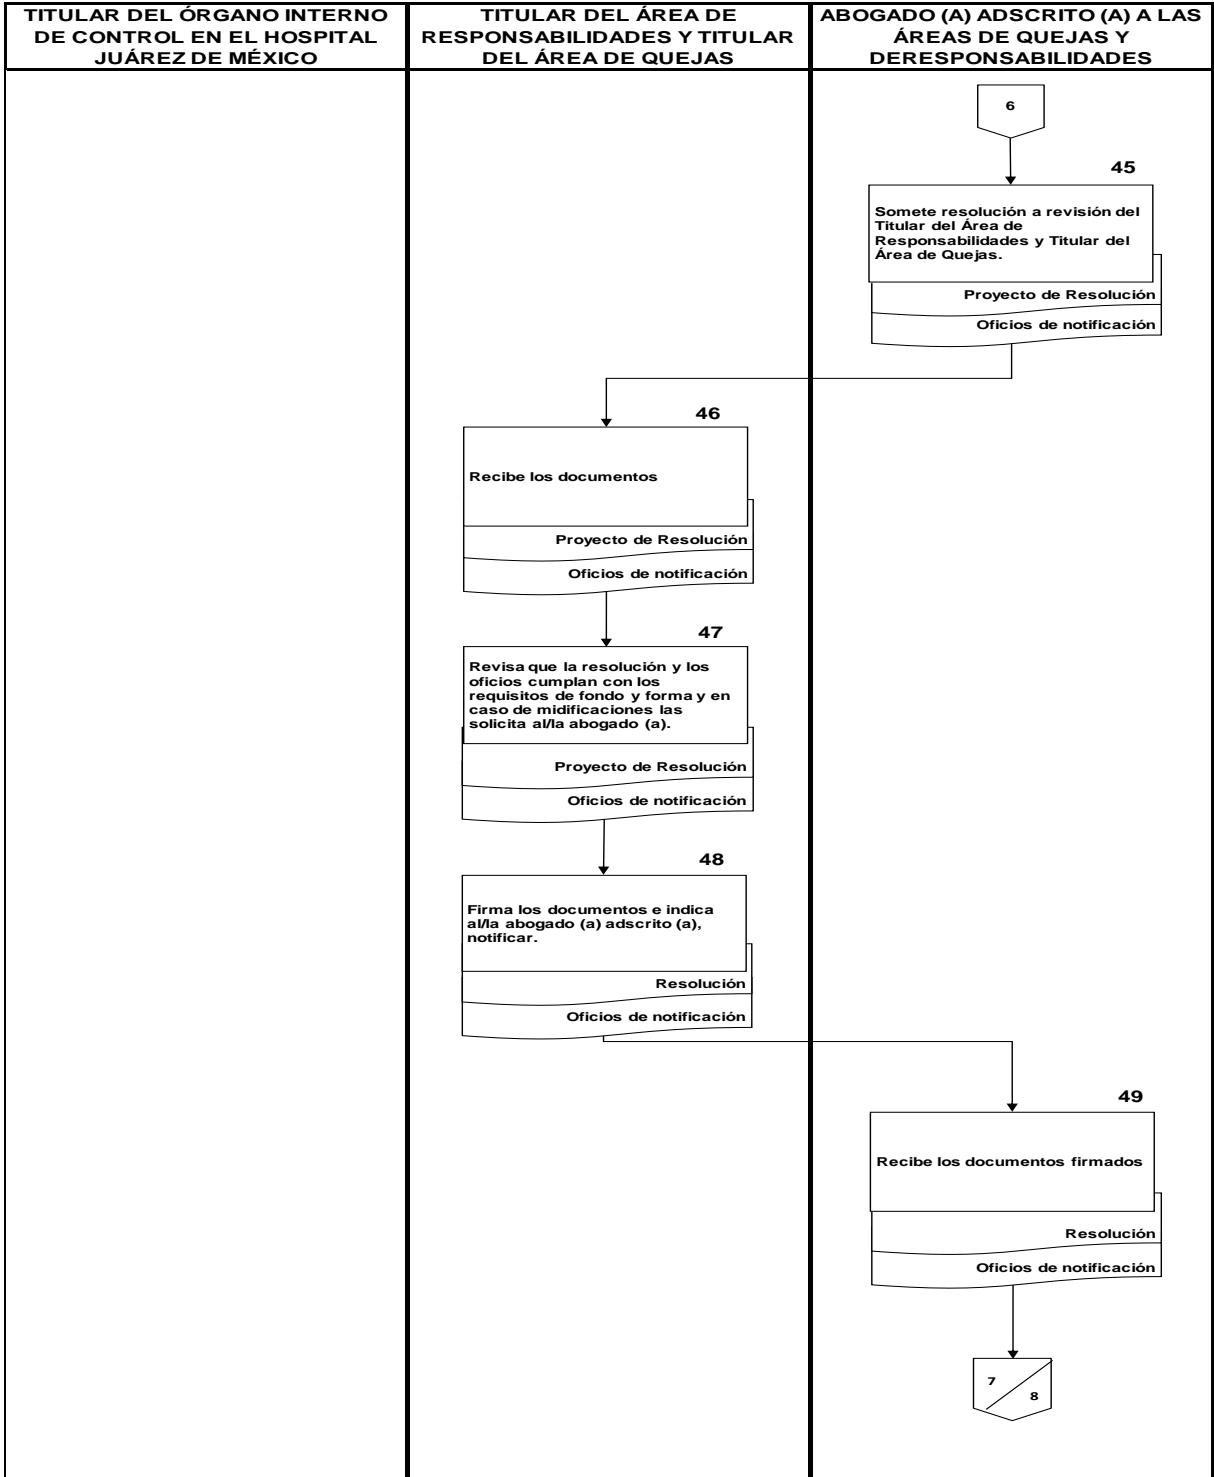 TITULAR DEL ÓRGANO INTERNO
DE CONTROL EN EL HOSPITAL
JUÁREZ DE MÉXICO
TITULAR DEL ÁREA DE
RESPONSABILIDADES Y TITULAR
DEL ÁREA DE QUEJAS
ABOGADO (A) ADSCRITO (A) A LAS
ÁREAS DE QUEJAS Y
DERESPONSABILIDADES
6
45
Somete resolución a revisión del
Titular del Área de
Responsabilidades y Titular del
Área de Quejas.
Proyecto de Resolución
Oficios de notificación
46
Recibe los documentos
Proyecto de Resolución
Oficios de notificación
47
Revisa que la resolución y los
oficios cumplan con los
requisitos de fondo y forma y en
caso de midificaciones las
solicita al/la abogado (a).
Proyecto de Resolución
Oficios de notificación
48
Firma los documentos e indica
al/la abogado (a) adscrito (a),
notificar.
Resolución
Oficios de notificación
49
Recibe los documentos firmados
Resolución
Oficios de notificación
7
8